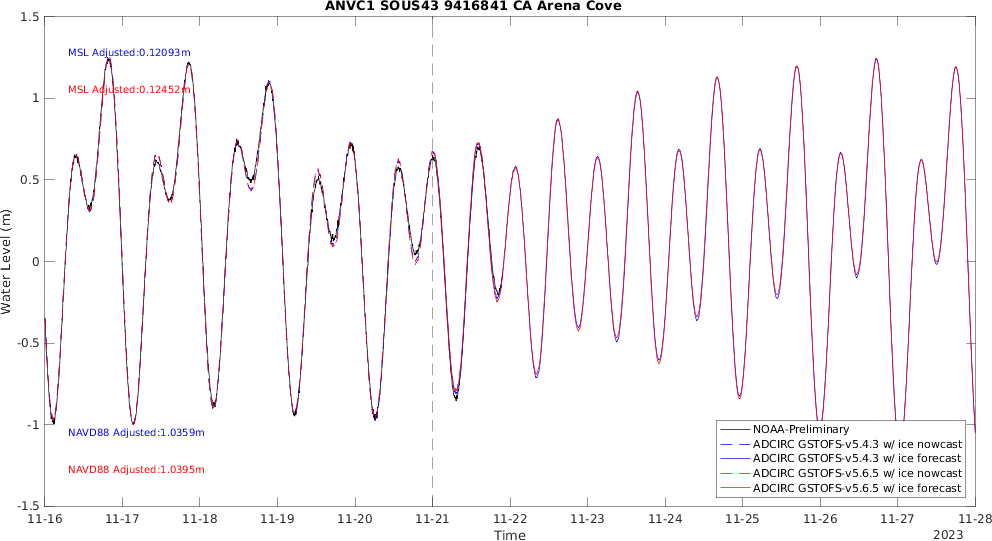 ANVC1 SOUS43 9416841 CA Arena Cove
1.5
1
0.5
0
-0.5
-1
-1.5
Water Level (m)
MSL Adjusted:0.12093m
MSL Adjusted:0.12452m
NAVD88 Adjusted:1.0359m
NAVD88 Adjusted:1.0395m
NOAA-Preliminary
ADCIRC GSTOFS-v5.4.3 w/ ice nowcast
ADCIRC GSTOFS-v5.4.3 w/ ice forecast
ADCIRC GSTOFS-v5.6.5 w/ ice nowcast
ADCIRC GSTOFS-v5.6.5 w/ ice forecast
11-16 11-17 11-18 11-19 11-20 11-21 11-22 11-23 11-24 11-25 11-26 11-27 11-28
Time
2023